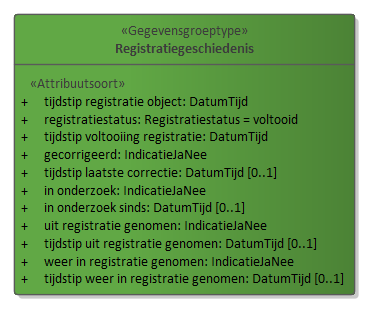 «Gegevensgroeptype»
Registratiegeschiedenis
«Attribuutsoort»
+ tijdstip registratie object: DatumTijd
+ registratiestatus: Registratiestatus = voltooid
+ tijdstip voltooiing registratie: DatumTijd
+ gecorrigeerd: IndicatieJaNee
+ tijdstip laatste correctie: DatumTijd [0..1]
+ in onderzoek: IndicatieJaNee
+ in onderzoek sinds: DatumTijd [0..1]
+ uit registratie genomen: IndicatieJaNee
+ tijdstip uit registratie genomen: DatumTijd [0..1]
+ weer in registratie genomen: IndicatieJaNee
+ tijdstip weer in registratie genomen: DatumTijd [0..1]